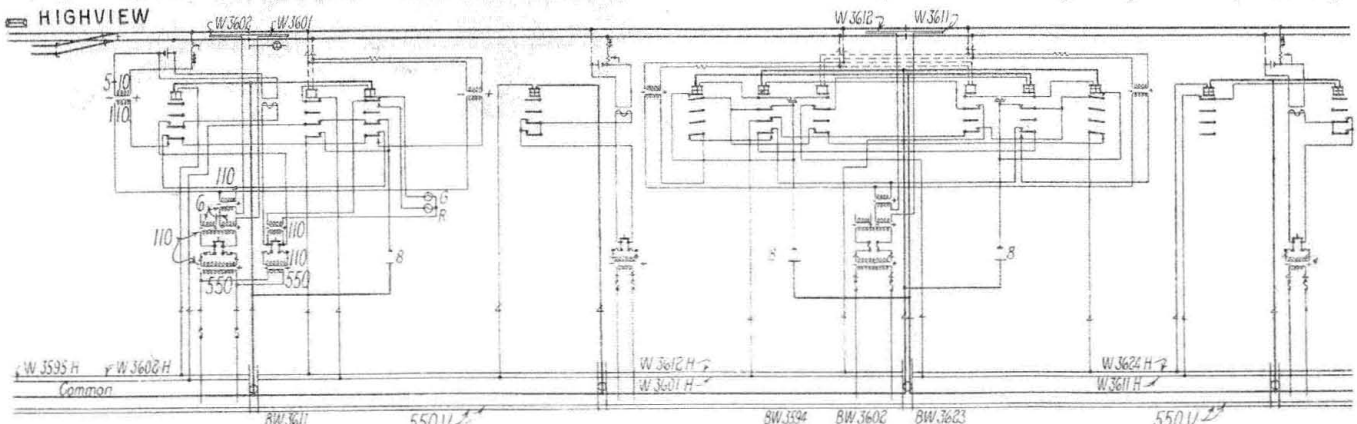 HIGHVIEW
W 3602 W 3601 W 3612 W 3611
5-10
110
110
6
G
R
110
110
110
550 550
8 8 8
W 3595 H W 3602 H W 3612 H W 3624 H
Common W 3601 H W 3611 H
BW 3611 550 V BW 3594 BW 3602 BW 3623 550 V